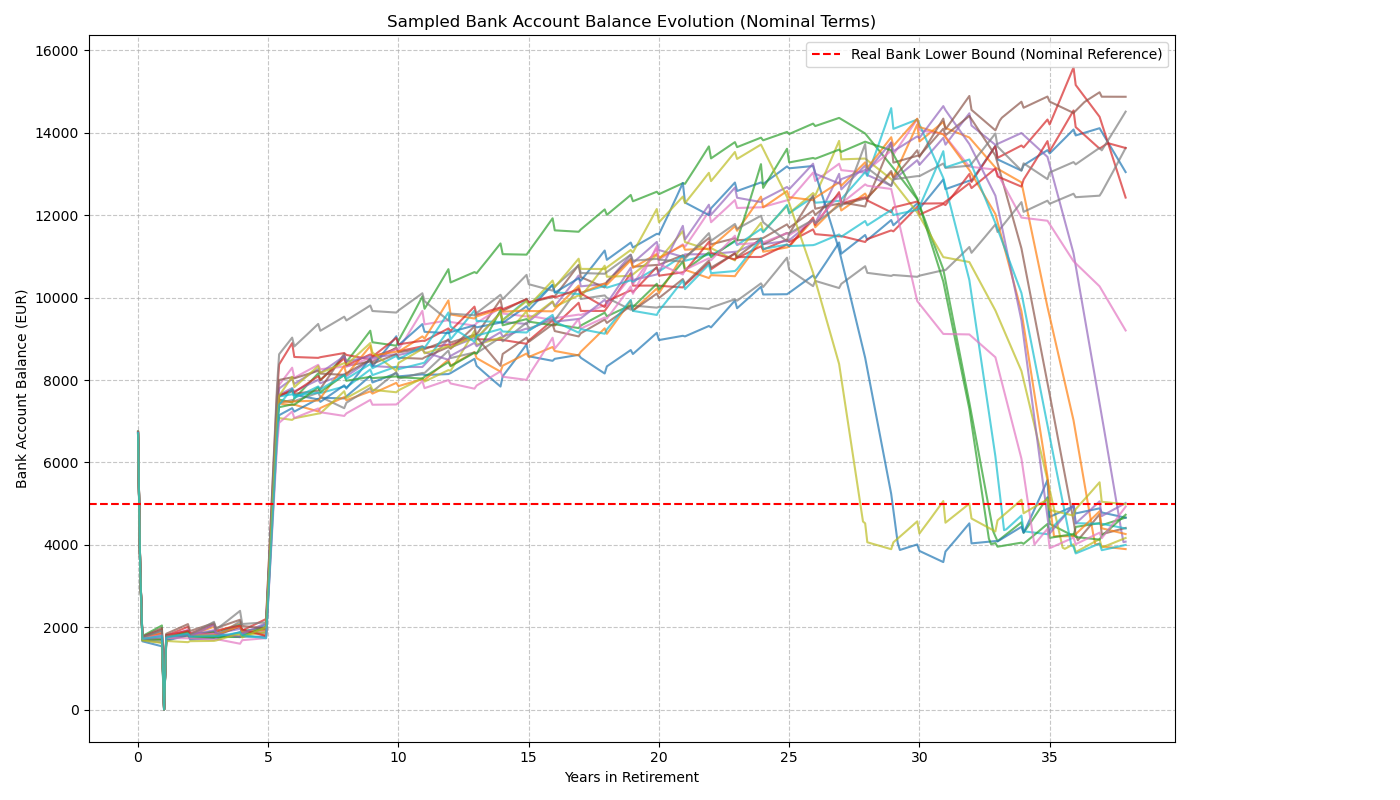 Sampled Bank Account Balance Evolution (Nominal Terms)
Real Bank Lower Bound (Nominal Reference)
Bank Account Balance (EUR)
16000
14000
12000
10000
8000
6000
4000
2000
0
0 5 10 15 20 25 30 35
Years in Retirement